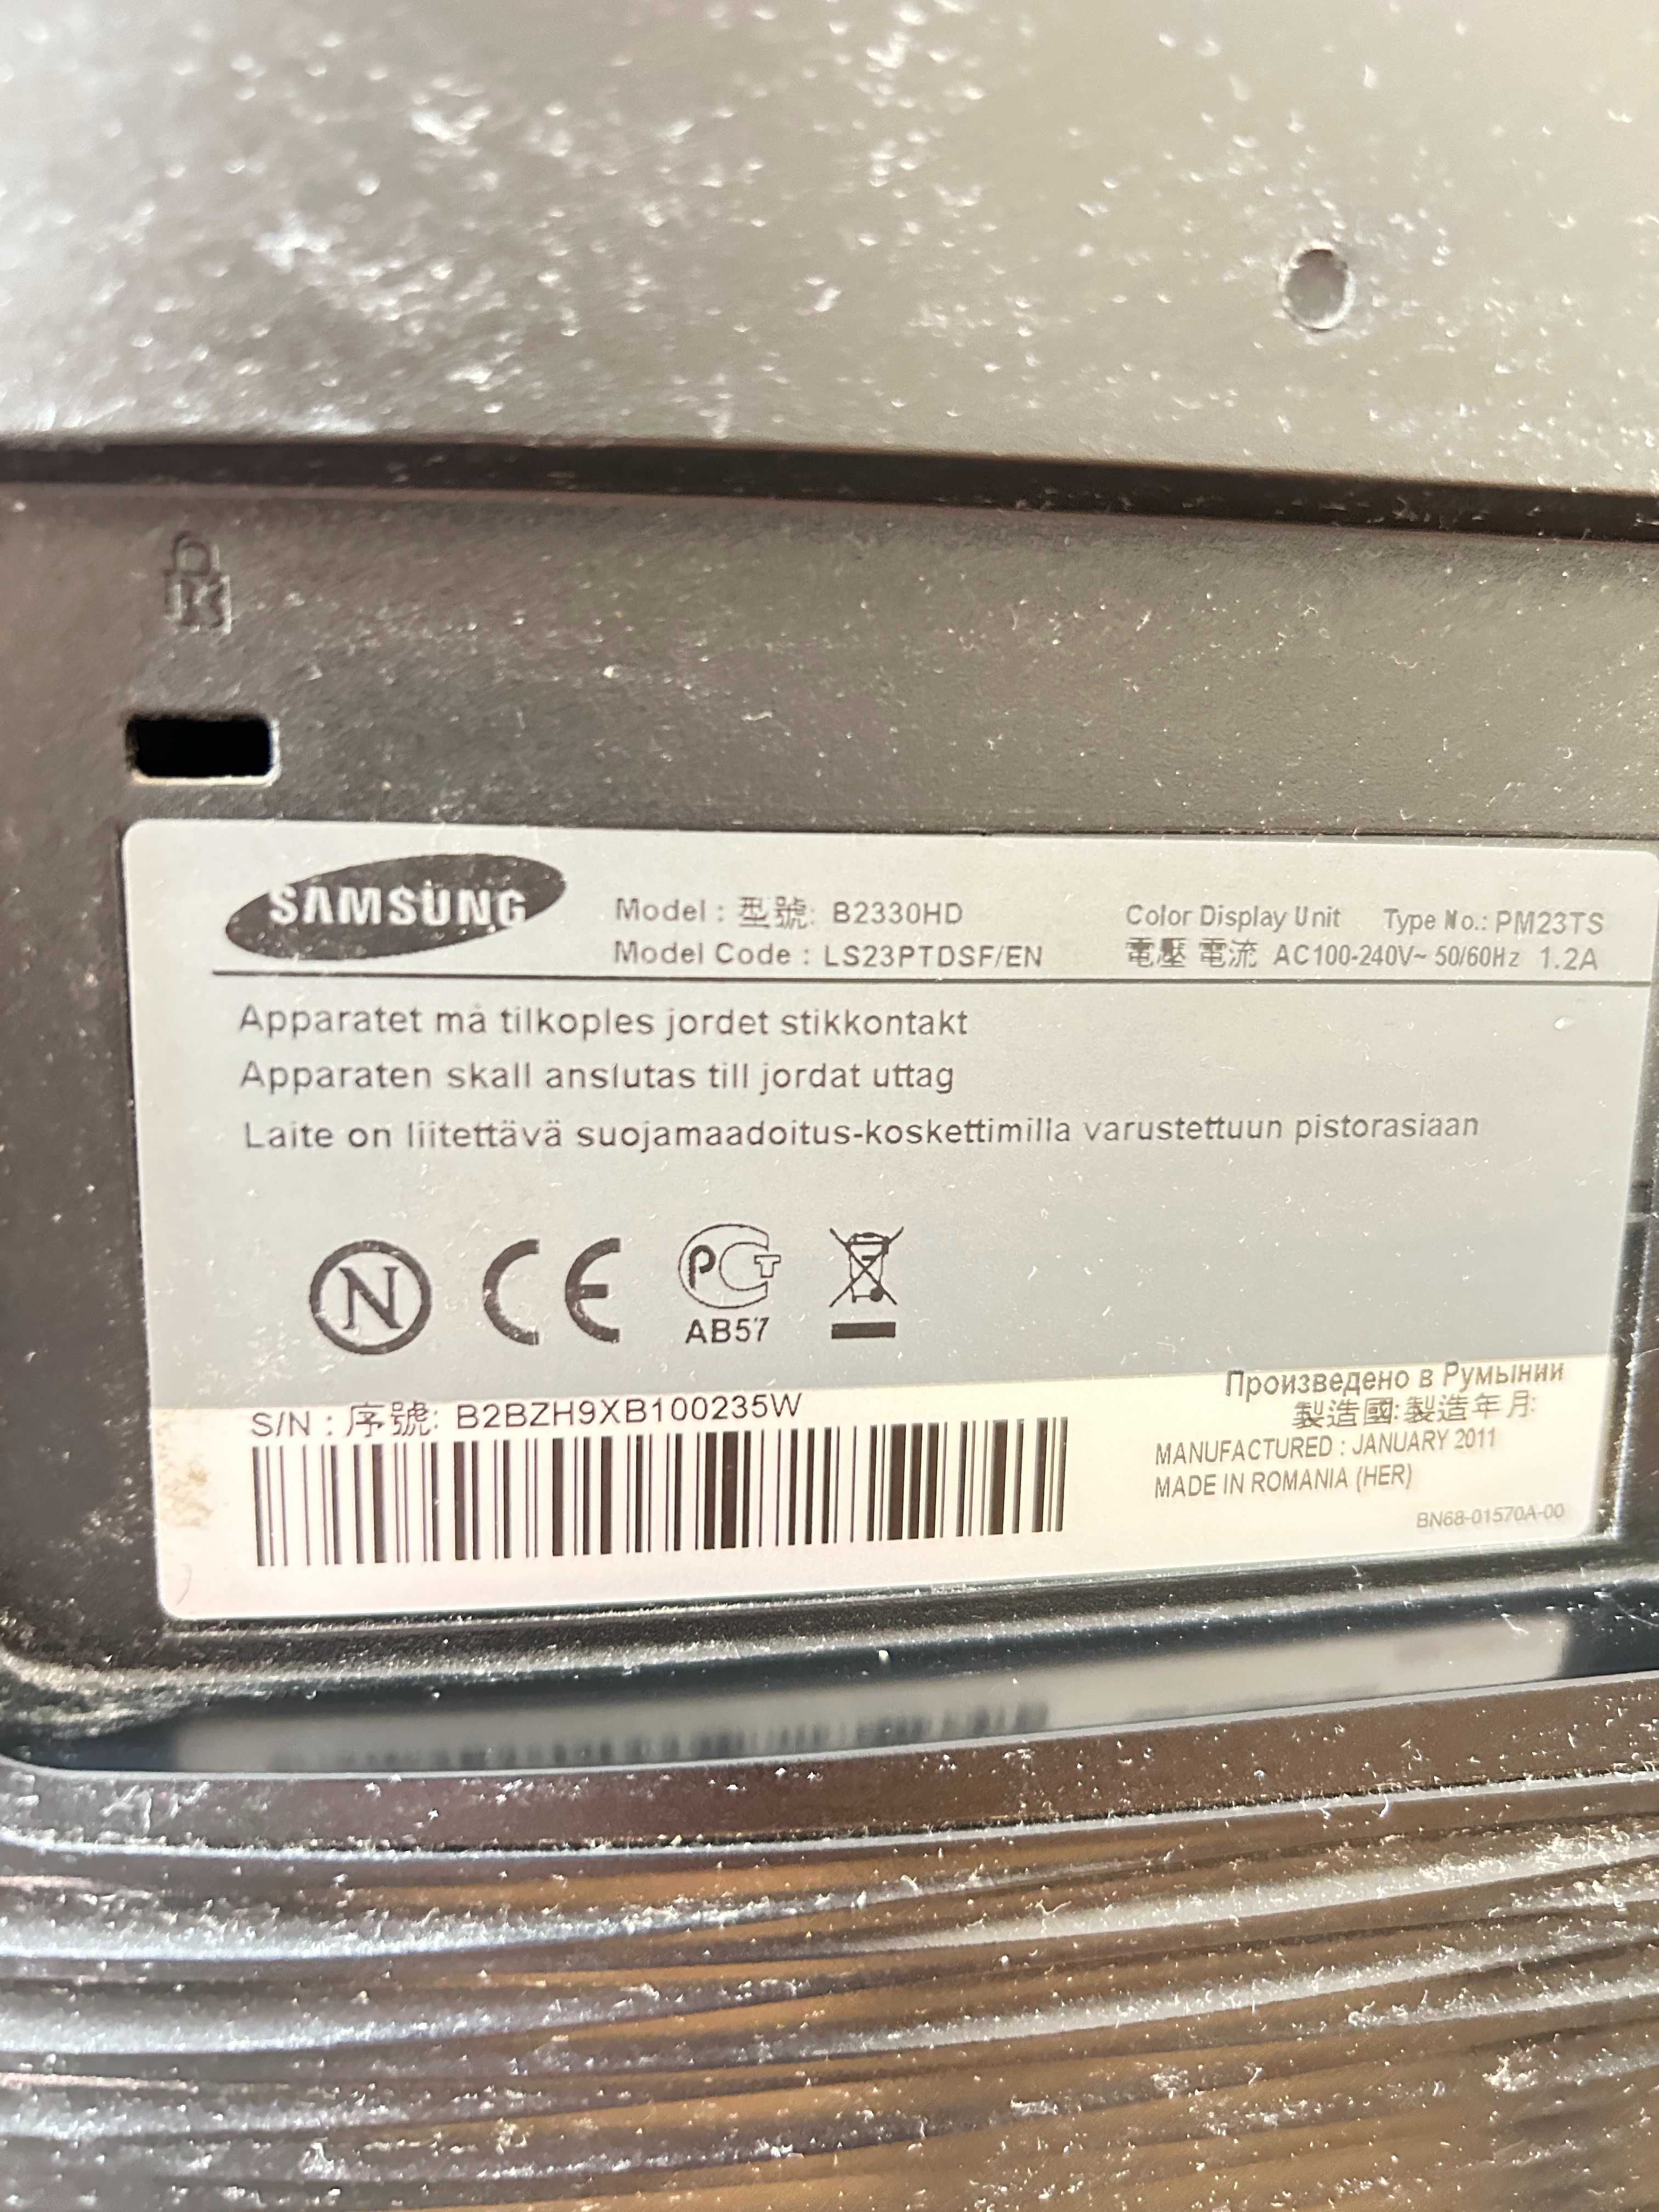 SAMSUNG
Model : 型號: B2330HD
Model Code : LS23PTDSF/EN
Color Display Unit Type No.: PM23TS
電壓 電流 AC100-240V~ 50/60Hz 1.2A
Apparatet må tilkoples jordet stikkontakt
Apparaten skall anslutas till jordat uttag
Laite on liitettävä suojamaadoitus-koskettimilla varustettuun pistorasiaan
N CE PCT
AB57
S/N : 序號: B2BZH9XB100235W
Произведено в Румынии
製造國: 製造年月:
MANUFACTURED : JANUARY 2011
MADE IN ROMANIA (HER)
BN68-01570A-00
K